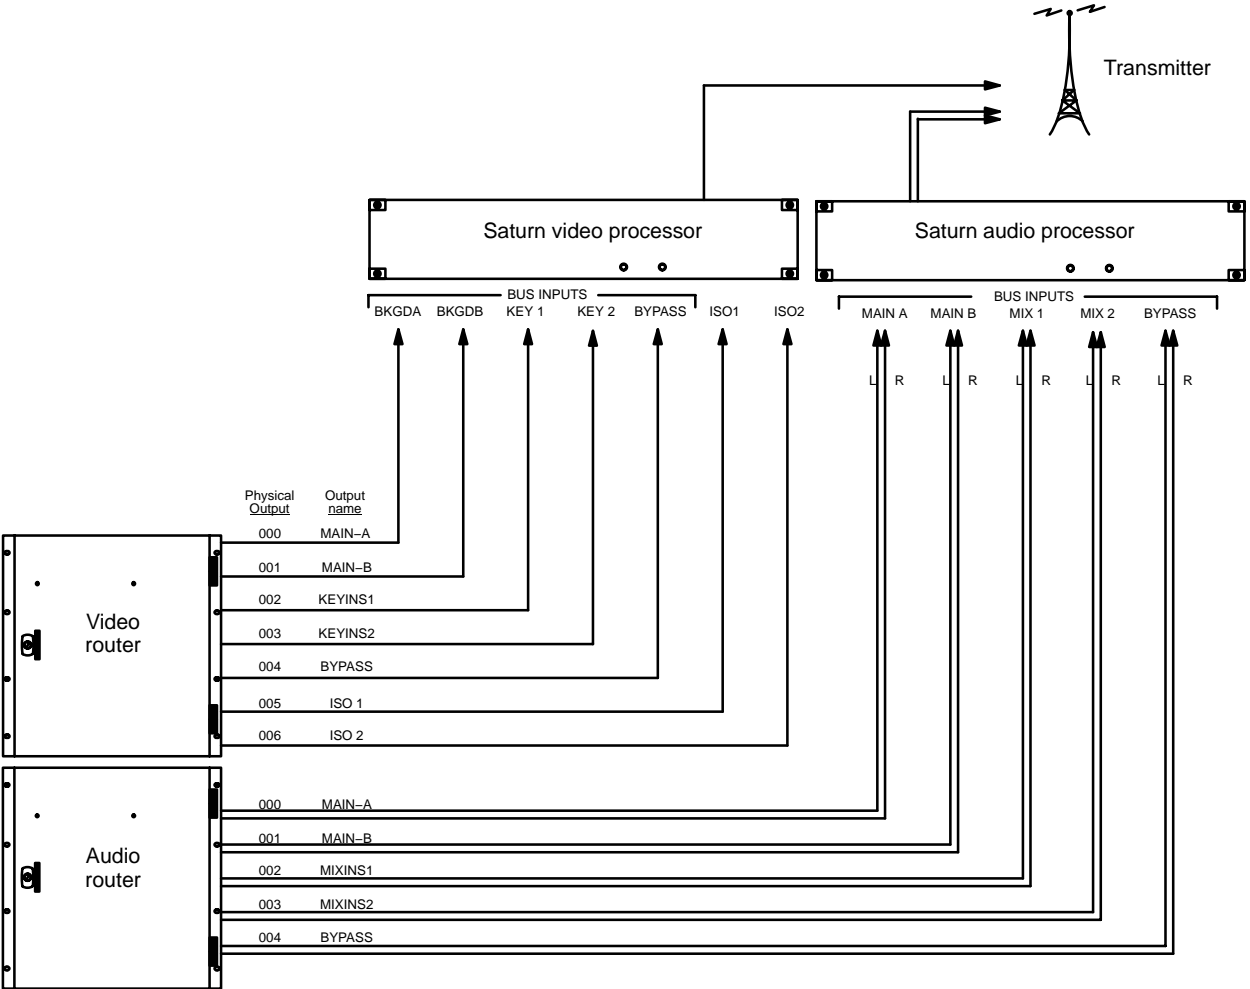 Transmitter
Saturn video processor
Saturn audio processor
BUS INPUTS
BKGDA BKGDB KEY 1 KEY 2 BYPASS ISO1 ISO2
BUS INPUTS
MAIN A MAIN B MIX 1 MIX 2 BYPASS
L R L R L R L R L R
Physical Output
Output name
000 MAIN–A
001 MAIN–B
002 KEYINS1
003 KEYINS2
004 BYPASS
005 ISO 1
006 ISO 2
Video
router
000 MAIN–A
001 MAIN–B
002 MIXINS1
003 MIXINS2
004 BYPASS
Audio
router